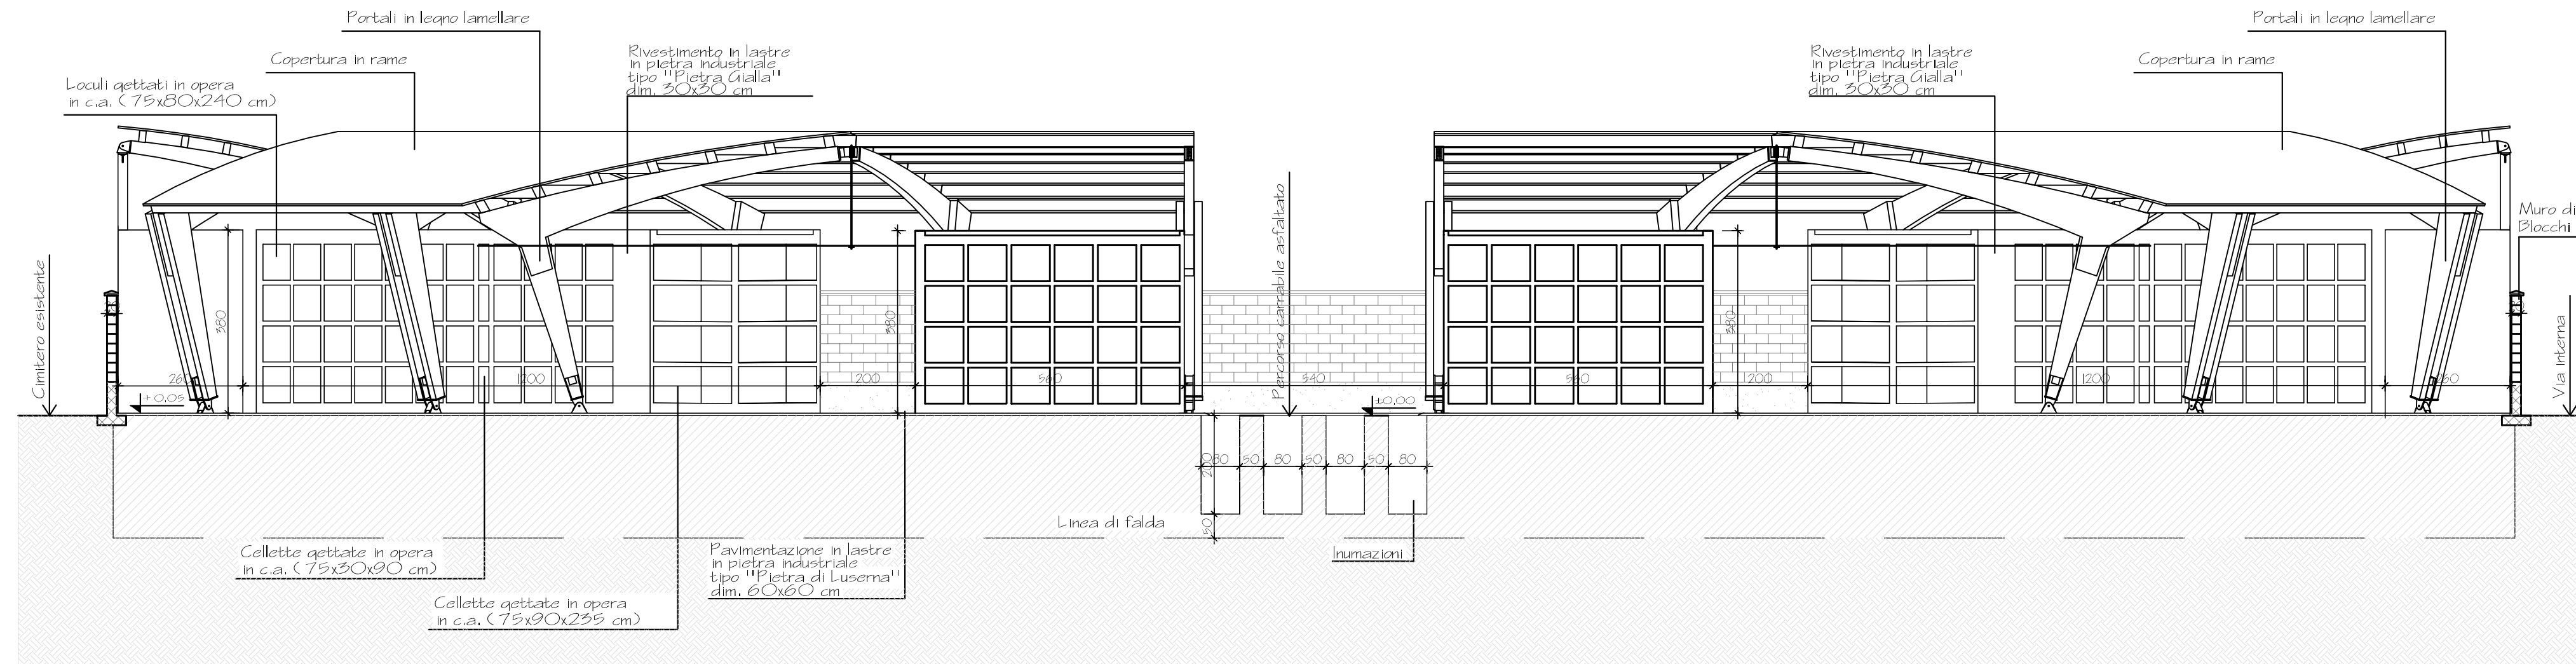 Portali in legno lamellare
Copertura in rame
Loculi gettati in opera
in c.a. (75x80x240 cm)
Rivestimento in lastre
in pietra industriale
tipo "Pietra Gialla"
dim. 30x30 cm
Rivestimento in lastre
in pietra industriale
tipo "Pietra Gialla"
dim. 30x30 cm
Portali in legno lamellare
Copertura in rame
Muro di
Blocchi
Cimitero esistente
Percorso carrabile asfaltato
Via Interna
380
380
380
260
1200
200
560
540
560
200
1200
260
+0,05
±0,00
200
80
50
80
50
80
50
80
50
Linea di falda
Inumazioni
Cellette gettate in opera
in c.a. (75x30x90 cm)
Cellette gettate in opera
in c.a. (75x90x235 cm)
Pavimentazione in lastre
in pietra industriale
tipo "Pietra di Luserna"
dim. 60x60 cm